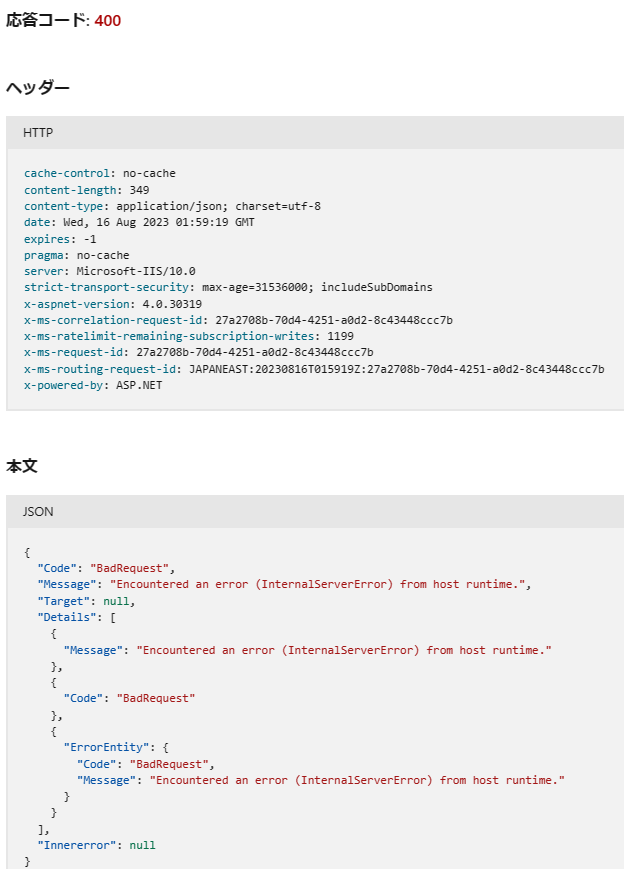 応答コード: 400
ヘッダー
HTTP
cache-control: no-cache
content-length: 349
content-type: application/json; charset=utf-8
date: Wed, 16 Aug 2023 01:59:19 GMT
expires: -1
pragma: no-cache
server: Microsoft-IIS/10.0
strict-transport-security: max-age=31536000; includeSubDomains
x-aspnet-version: 4.0.30319
x-ms-correlation-request-id: 27a2708b-70d4-4251-a0d2-8c43448ccc7b
x-ms-ratelimit-remaining-subscription-writes: 1199
x-ms-request-id: 27a2708b-70d4-4251-a0d2-8c43448ccc7b
x-ms-routing-request-id: JAPANEAST:20230816T015919Z:27a2708b-70d4-4251-a0d2-8c43448ccc7b
x-powered-by: ASP.NET
本文
JSON
{
  "Code": "BadRequest",
  "Message": "Encountered an error (InternalServerError) from host runtime.",
  "Target": null,
  "Details": [
    {
      "Message": "Encountered an error (InternalServerError) from host runtime."
    },
    {
      "Code": "BadRequest"
    },
    {
      "ErrorEntity": {
        "Code": "BadRequest",
        "Message": "Encountered an error (InternalServerError) from host runtime."
      }
    }
  ],
  "Innererror": null
}